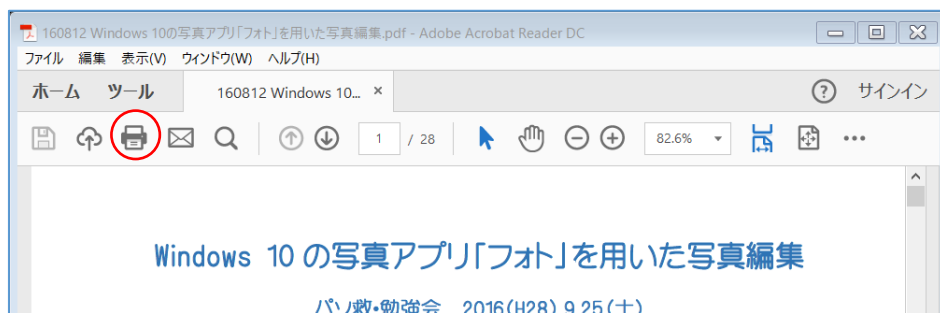 160812 Windows 10の写真アプリ「フォト」を用いた写真編集.pdf - Adobe Acrobat Reader DC
ファイル 編集 表示(V) ウィンドウ(W) ヘルプ(H)
ホーム ツール 160812 Windows 10... × ? サインイン
1 / 28 82.6%
Windows 10 の写真アプリ「フォト」を用いた写真編集
パソ救・勉強会 2016(H28).9.25(土)